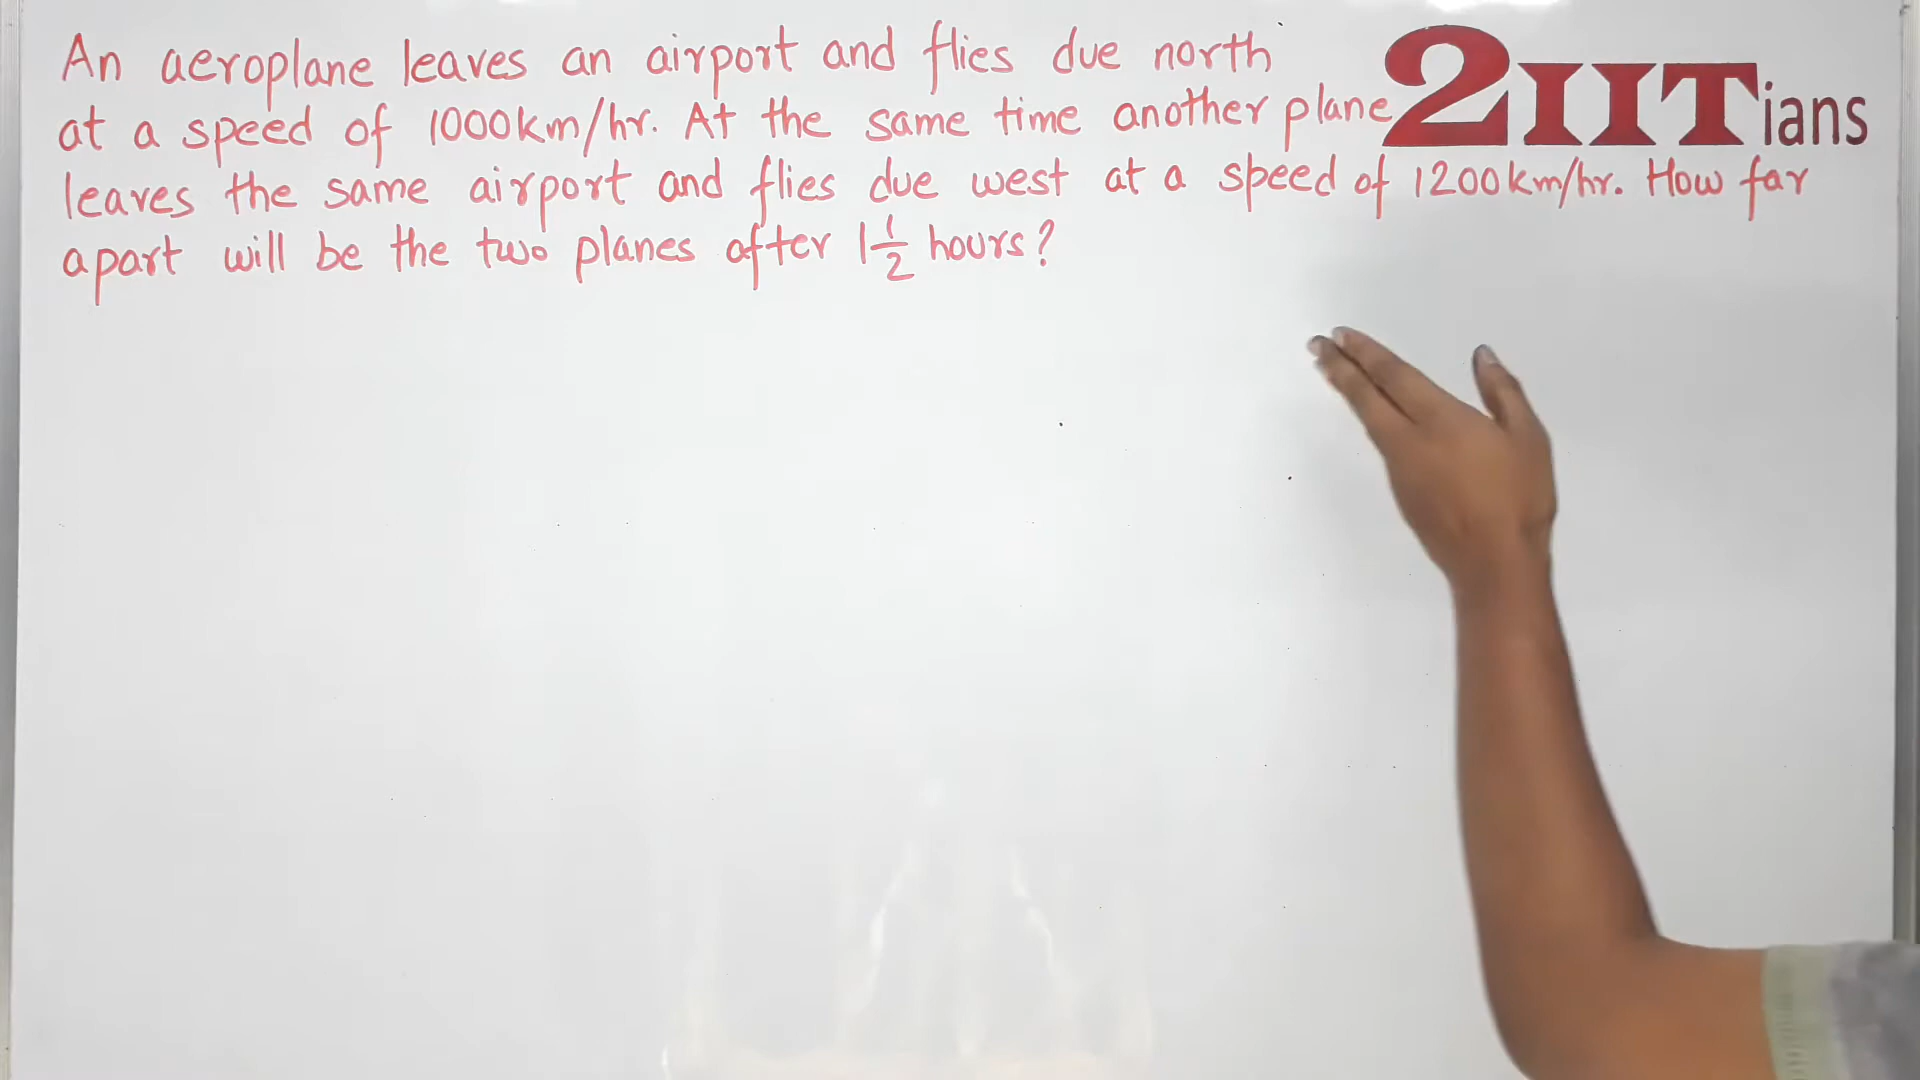 An aeroplane leaves an airport and flies due north
at a speed of 1000km/hr. At the same time another plane
2IITians
leaves the same airport and flies due west at a speed of 1200km/hr. How far
apart will be the two planes after 1 1/2 hours?